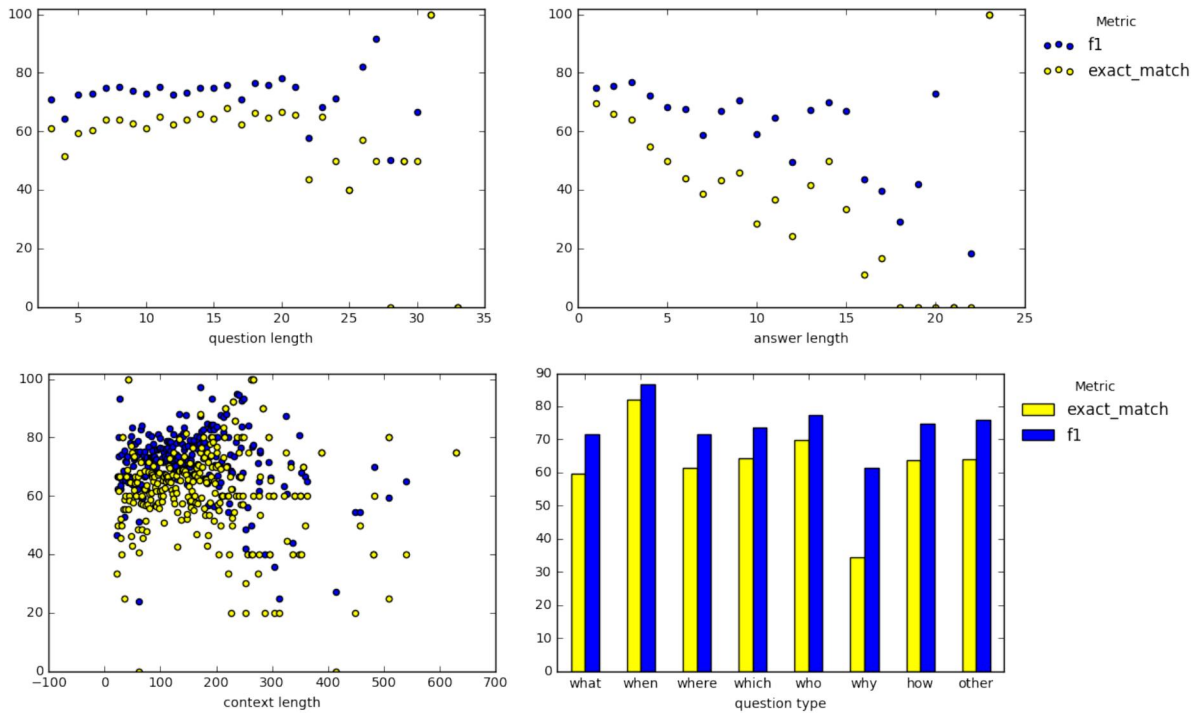 100
80
60
40
20
0
5 10 15 20 25 30 35
question length
100
80
60
40
20
0
0 5 10 15 20 25
answer length
Metric
f1
exact_match
100
80
60
40
20
0
−100 0 100 200 300 400 500 600 700
context length
90
80
70
60
50
40
30
20
10
0
what when where which who why how other
question type
Metric
exact_match
f1